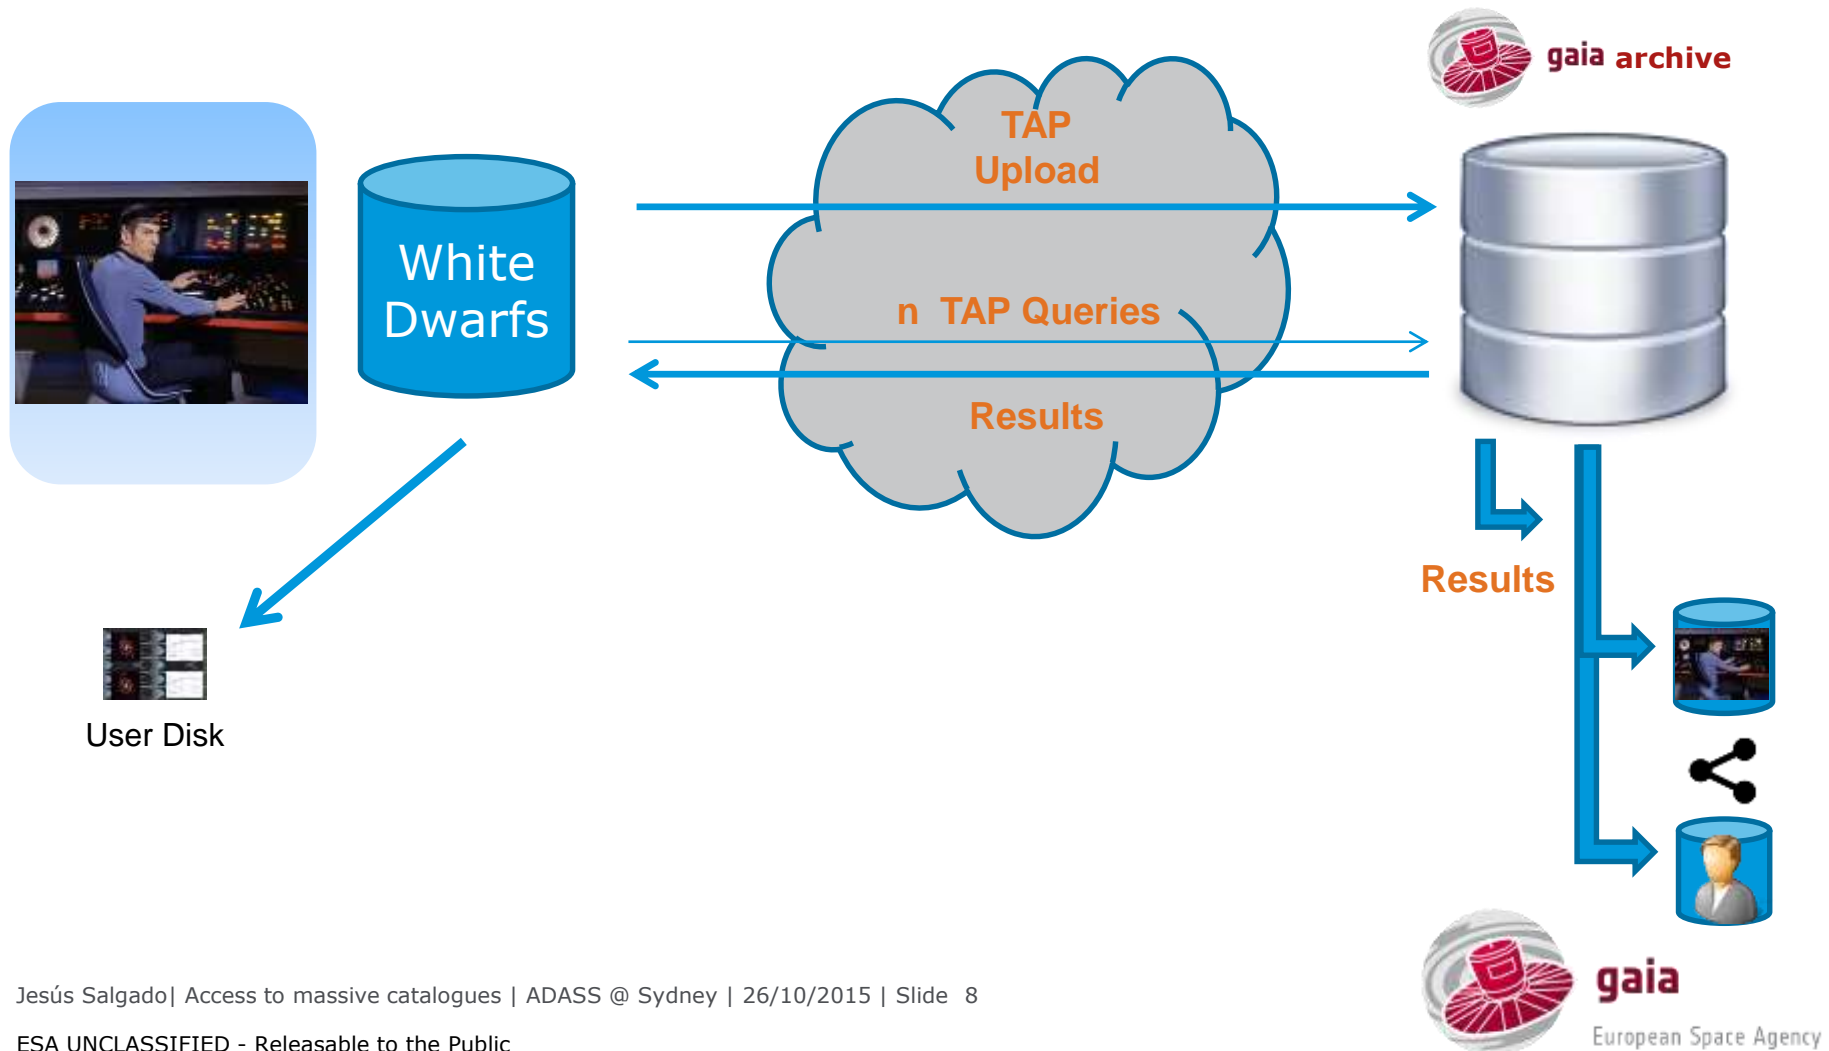 gaia archive
TAP
Upload
White
Dwarfs
n TAP Queries
Results
Results
User Disk
Jesús Salgado| Access to massive catalogues | ADASS @ Sydney | 26/10/2015 | Slide 8
ESA UNCLASSIFIED - Releasable to the Public
gaia
European Space Agency